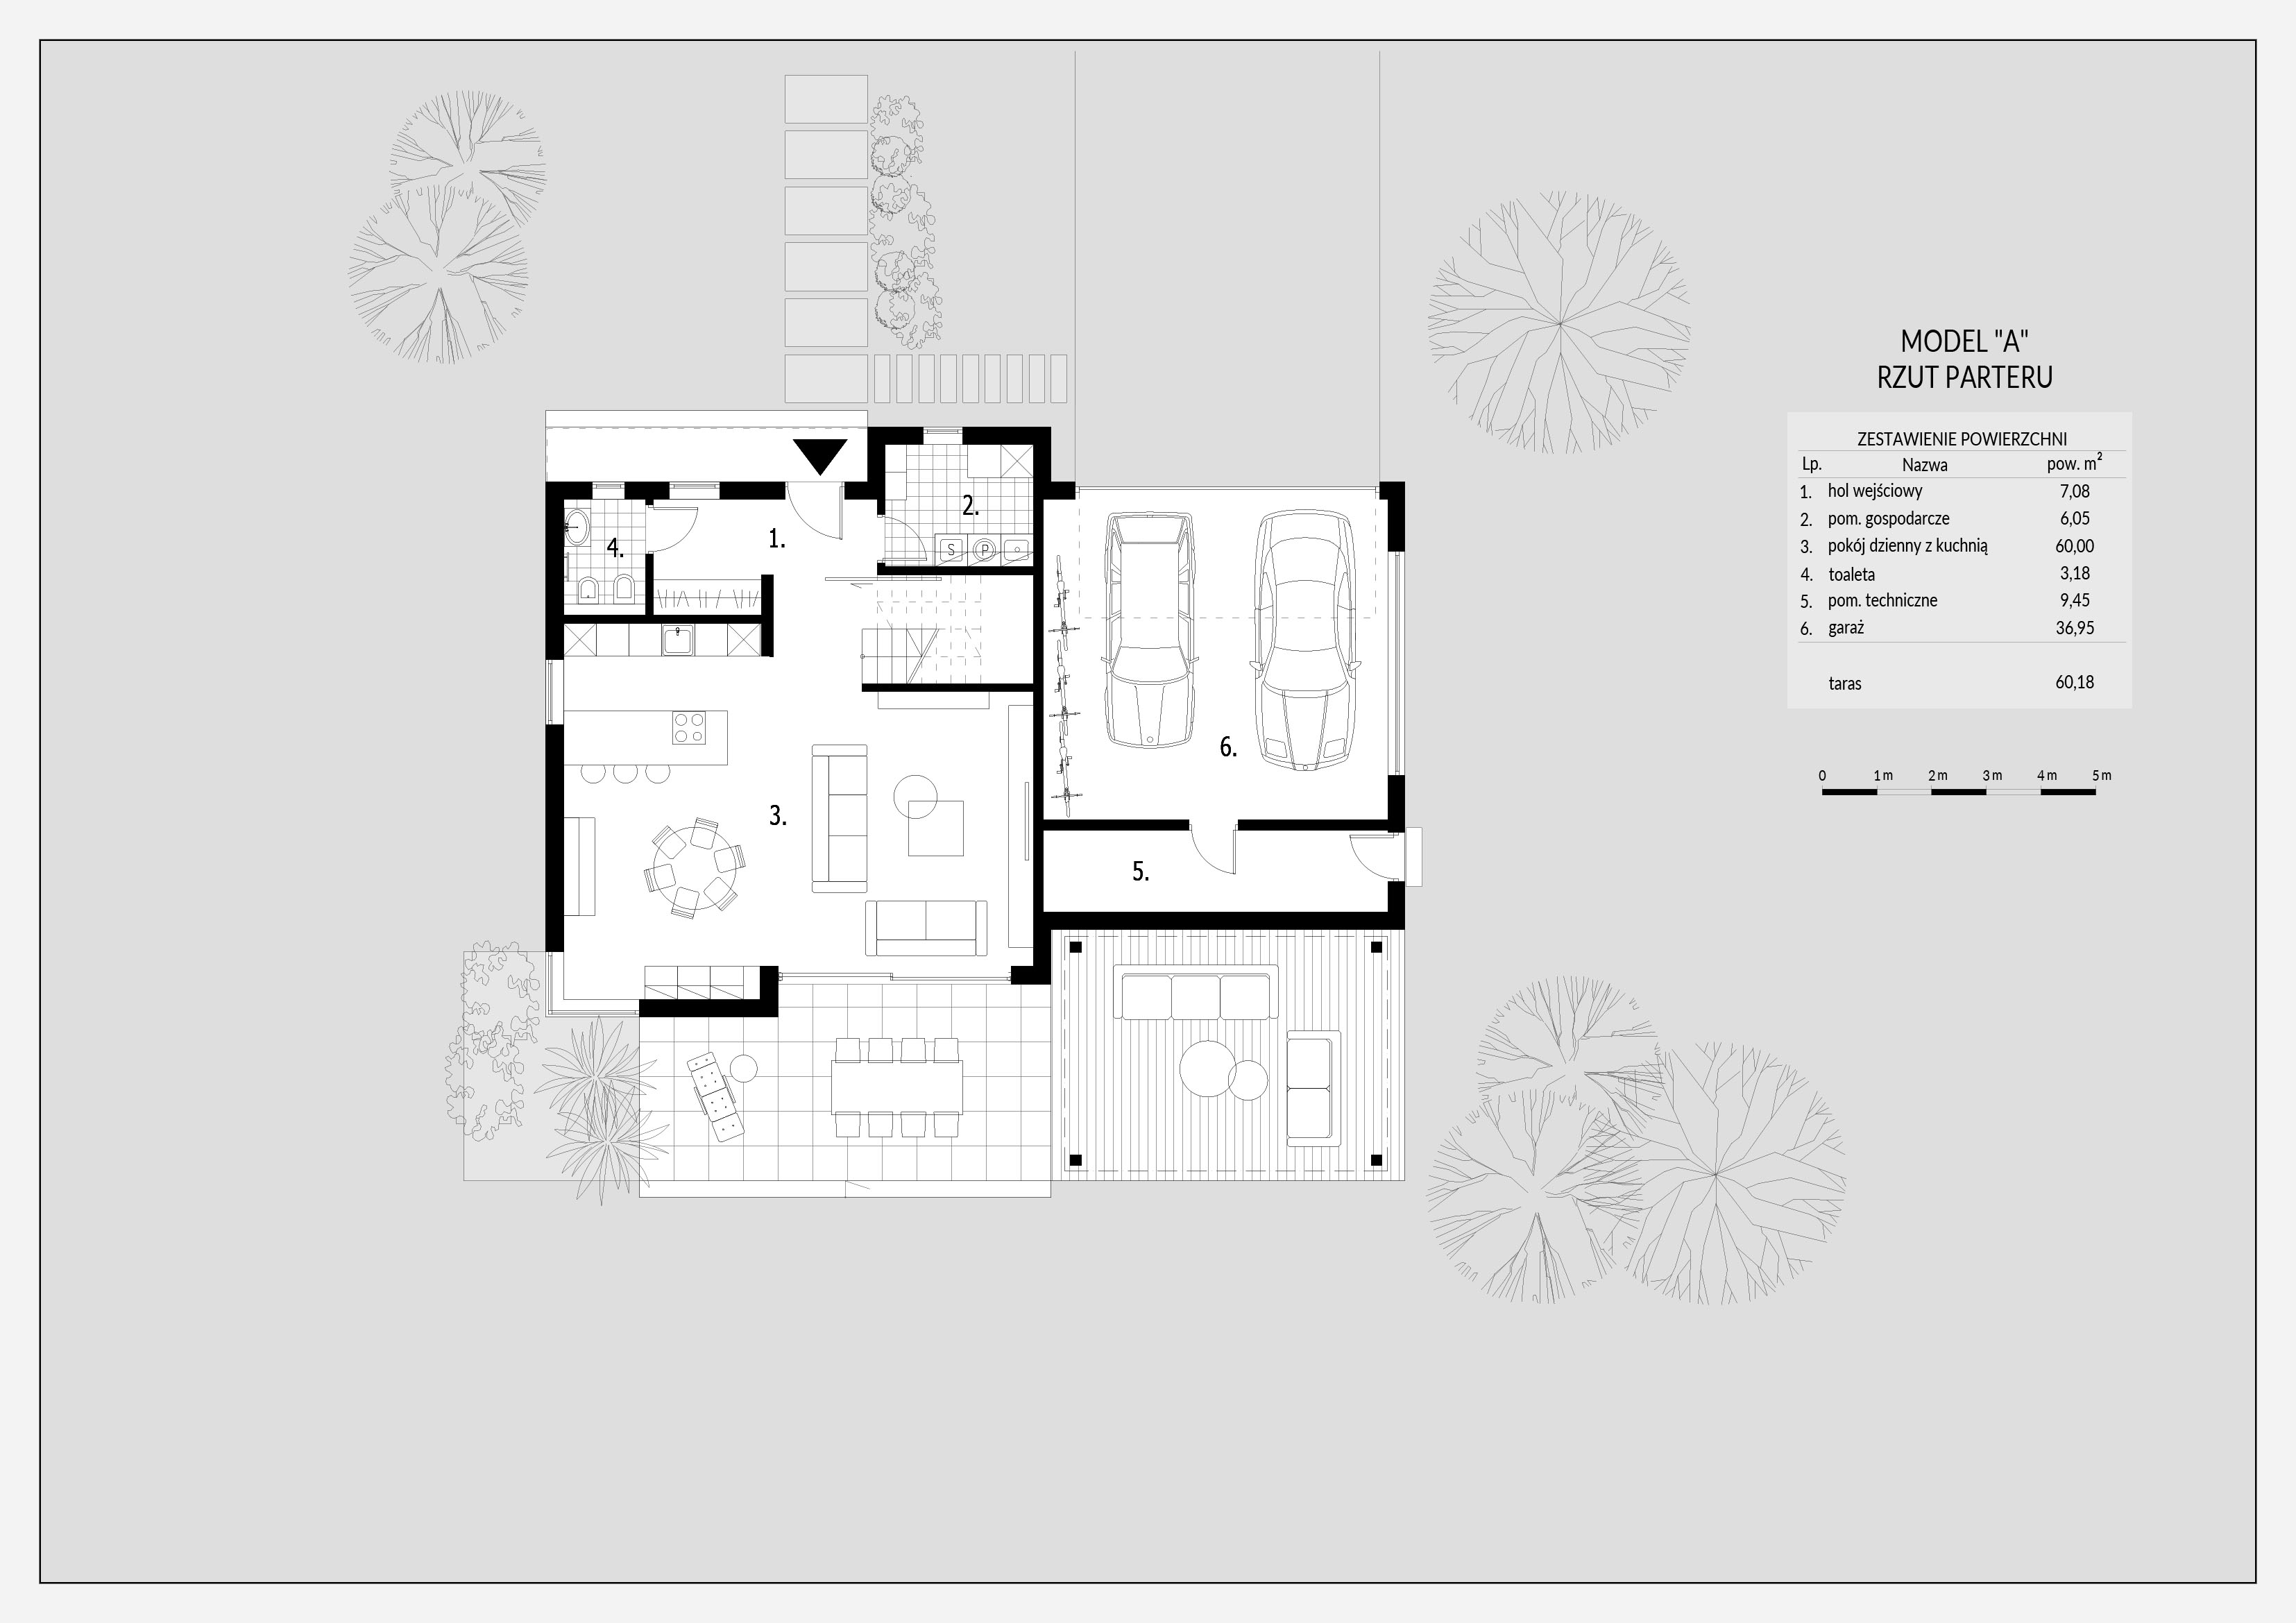 MODEL "A"
RZUT PARTERU
ZESTAWIENIE POWIERZCHNI
Lp. Nazwa pow. m²
1. hol wejściowy 7,08
2. pom. gospodarcze 6,05
3. pokój dzienny z kuchnią 60,00
4. toaleta 3,18
5. pom. techniczne 9,45
6. garaż 36,95
taras 60,18
0 1 m 2 m 3 m 4 m 5 m
2.
1.
4.
S P
6.
3.
5.